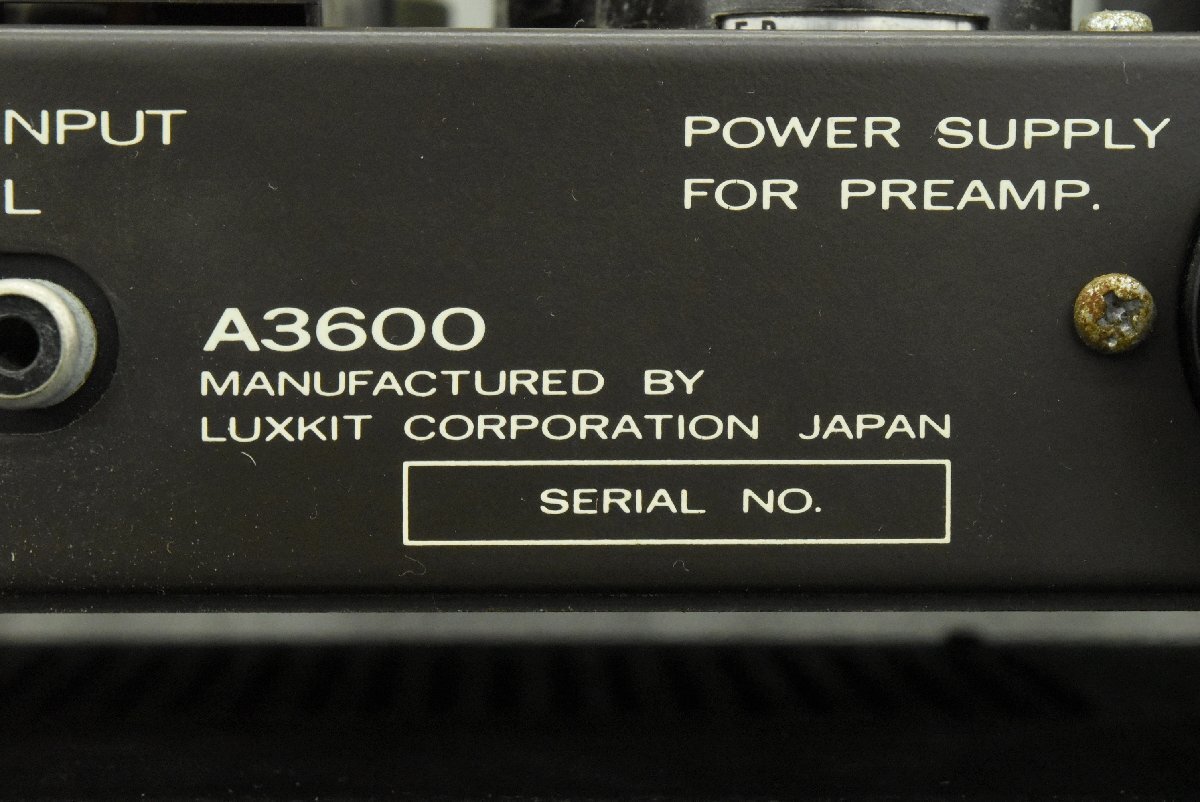 NPUT
L
POWER SUPPLY
FOR PREAMP.
A3600
MANUFACTURED BY
LUXKIT CORPORATION JAPAN
SERIAL NO.